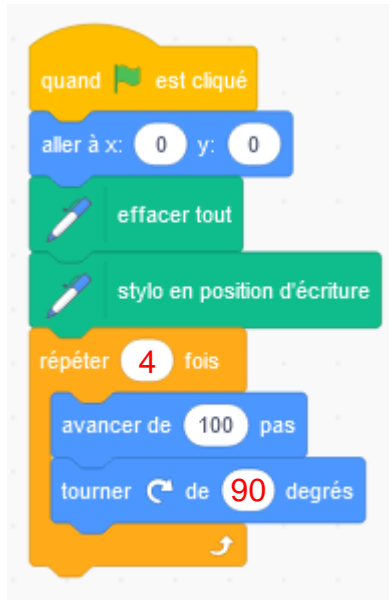 quand est cliqué
aller à x: 0 y: 0
effacer tout
stylo en position d'écriture
répéter 4 fois
avancer de 100 pas
tourner de 90 degrés